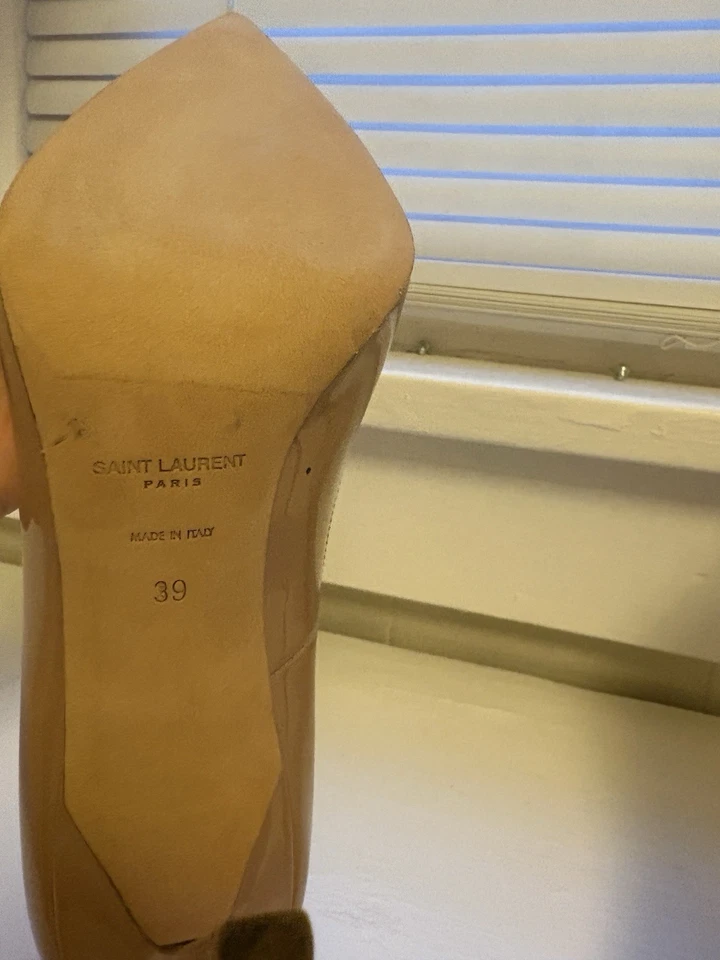 SAINT LAURENT
PARIS
MADE IN ITALY
39